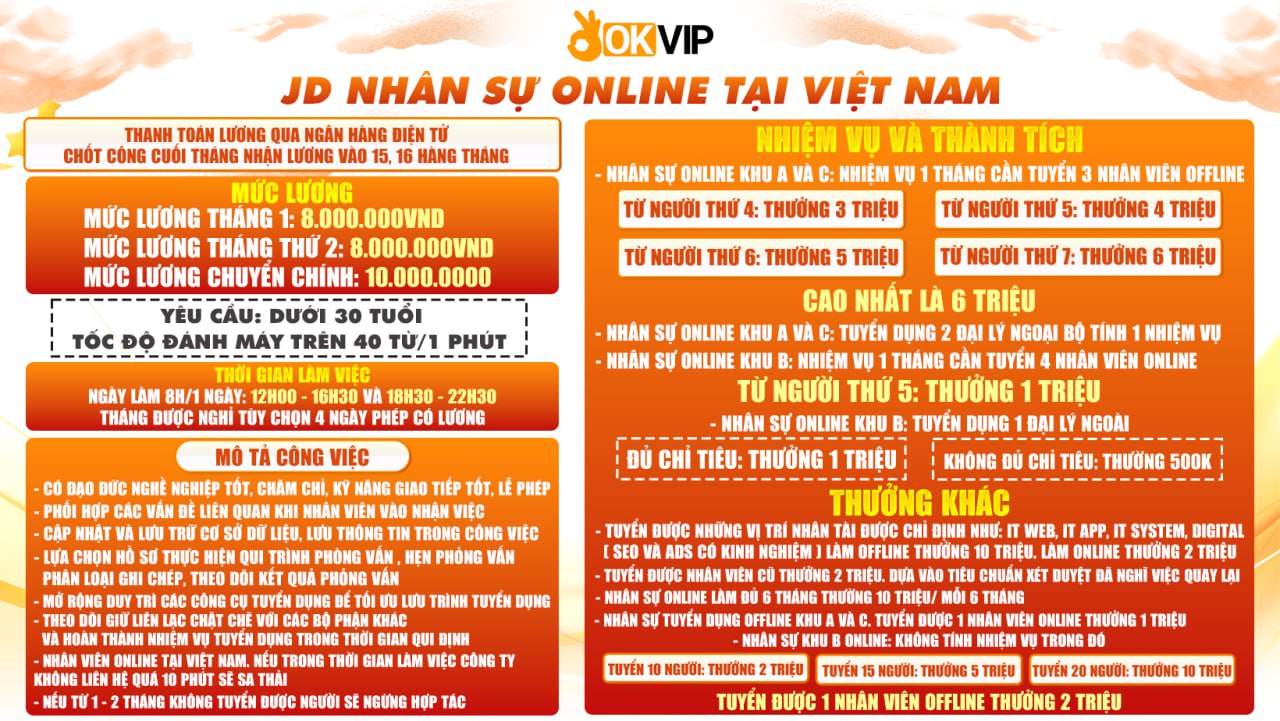 OKVIP
JD NHÂN SỰ ONLINE TẠI VIỆT NAM
THANH TOÁN LƯƠNG QUA NGÂN HÀNG ĐIỆN TỬ
CHỐT CÔNG CUỐI THÁNG NHẬN LƯƠNG VÀO 15, 16 HÀNG THÁNG
MỨC LƯƠNG
MỨC LƯƠNG THÁNG 1: 8.000.000VND
MỨC LƯƠNG THÁNG THỨ 2: 8.000.000VND
MỨC LƯƠNG CHUYỂN CHÍNH: 10.000.0000
YÊU CẦU: DƯỚI 30 TUỔI
TỐC ĐỘ ĐÁNH MÁY TRÊN 40 TỪ/1 PHÚT
THỜI GIAN LÀM VIỆC
NGÀY LÀM 8H/1 NGÀY: 12H00 - 16H30 VÀ 18H30 - 22H30
THÁNG ĐƯỢC NGHỈ TÙY CHỌN 4 NGÀY PHÉP CÓ LƯƠNG
MÔ TẢ CÔNG VIỆC
- CÓ ĐẠO ĐỨC NGHỀ NGHIỆP TỐT, CHĂM CHỈ, KỸ NĂNG GIAO TIẾP TỐT, LỄ PHÉP
- PHỐI HỢP CÁC VẤN ĐỀ LIÊN QUAN KHI NHÂN VIÊN VÀO NHẬN VIỆC
- CẬP NHẬT VÀ LƯU TRỮ CƠ SỞ DỮ LIỆU, LƯU THÔNG TIN TRONG CÔNG VIỆC
- LỰA CHỌN HỒ SƠ THỰC HIỆN QUI TRÌNH PHỎNG VẤN , HẸN PHỎNG VẤN
PHÂN LOẠI GHI CHÉP, THEO DÕI KẾT QUẢ PHỎNG VẤN
- MỞ RỘNG DUY TRÌ CÁC CÔNG CỤ TUYỂN DỤNG ĐỂ TỐI ƯU LƯU TRÌNH TUYỂN DỤNG
- THEO DÕI GIỮ LIÊN LẠC CHẶT CHẼ VỚI CÁC BỘ PHẬN KHÁC
VÀ HOÀN THÀNH NHIỆM VỤ TUYỂN DỤNG TRONG THỜI GIAN QUI ĐỊNH
- NHÂN VIÊN ONLINE TẠI VIỆT NAM. NẾU TRONG THỜI GIAN LÀM VIỆC CÔNG TY
KHÔNG LIÊN HỆ QUÁ 10 PHÚT SẼ SA THẢI
- NẾU TỪ 1 - 2 THÁNG KHÔNG TUYỂN ĐƯỢC NGƯỜI SẼ NGỪNG HỢP TÁC
NHIỆM VỤ VÀ THÀNH TÍCH
- NHÂN SỰ ONLINE KHU A VÀ C: NHIỆM VỤ 1 THÁNG CẦN TUYỂN 3 NHÂN VIÊN OFFLINE
TỪ NGƯỜI THỨ 4: THƯỞNG 3 TRIỆU
TỪ NGƯỜI THỨ 5: THƯỞNG 4 TRIỆU
TỪ NGƯỜI THỨ 6: THƯỞNG 5 TRIỆU
TỪ NGƯỜI THỨ 7: THƯỞNG 6 TRIỆU
CAO NHẤT LÀ 6 TRIỆU
- NHÂN SỰ ONLINE KHU A VÀ C: TUYỂN DỤNG 2 ĐẠI LÝ NGOẠI BỘ TÍNH 1 NHIỆM VỤ
- NHÂN SỰ ONLINE KHU B: NHIỆM VỤ 1 THÁNG CẦN TUYỂN 4 NHÂN VIÊN ONLINE
TỪ NGƯỜI THỨ 5: THƯỞNG 1 TRIỆU
- NHÂN SỰ ONLINE KHU B: TUYỂN DỤNG 1 ĐẠI LÝ NGOÀI
ĐỦ CHỈ TIÊU: THƯỞNG 1 TRIỆU
KHÔNG ĐỦ CHỈ TIÊU: THƯỜNG 500K
THƯỞNG KHÁC
- TUYỂN ĐƯỢC NHỮNG VỊ TRÍ NHÂN TÀI ĐƯỢC CHỈ ĐỊNH NHƯ: IT WEB, IT APP, IT SYSTEM, DIGITAL
( SEO VÀ ADS CÓ KINH NGHIỆM ) LÀM OFFLINE THƯỞNG 10 TRIỆU. LÀM ONLINE THƯỞNG 2 TRIỆU
- TUYỂN ĐƯỢC NHÂN VIÊN CŨ THƯỞNG 2 TRIỆU. DỰA VÀO TIÊU CHUẨN XÉT DUYỆT ĐÃ NGHỈ VIỆC QUAY LẠI
- NHÂN SỰ ONLINE LÀM ĐỦ 6 THÁNG THƯỜNG 10 TRIỆU/ MỖI 6 THÁNG
- NHÂN SỰ TUYỂN DỤNG OFFLINE KHU A VÀ C. TUYỂN ĐƯỢC 1 NHÂN VIÊN ONLINE THƯỞNG 1 TRIỆU
- NHÂN SỰ KHU B ONLINE: KHÔNG TÍNH NHIỆM VỤ TRONG ĐÓ
TUYỂN 10 NGƯỜI: THƯỞNG 2 TRIỆU
TUYỂN 15 NGƯỜI: THƯỞNG 5 TRIỆU
TUYỂN 20 NGƯỜI: THƯỞNG 10 TRIỆU
TUYỂN ĐƯỢC 1 NHÂN VIÊN OFFLINE THƯỞNG 2 TRIỆU